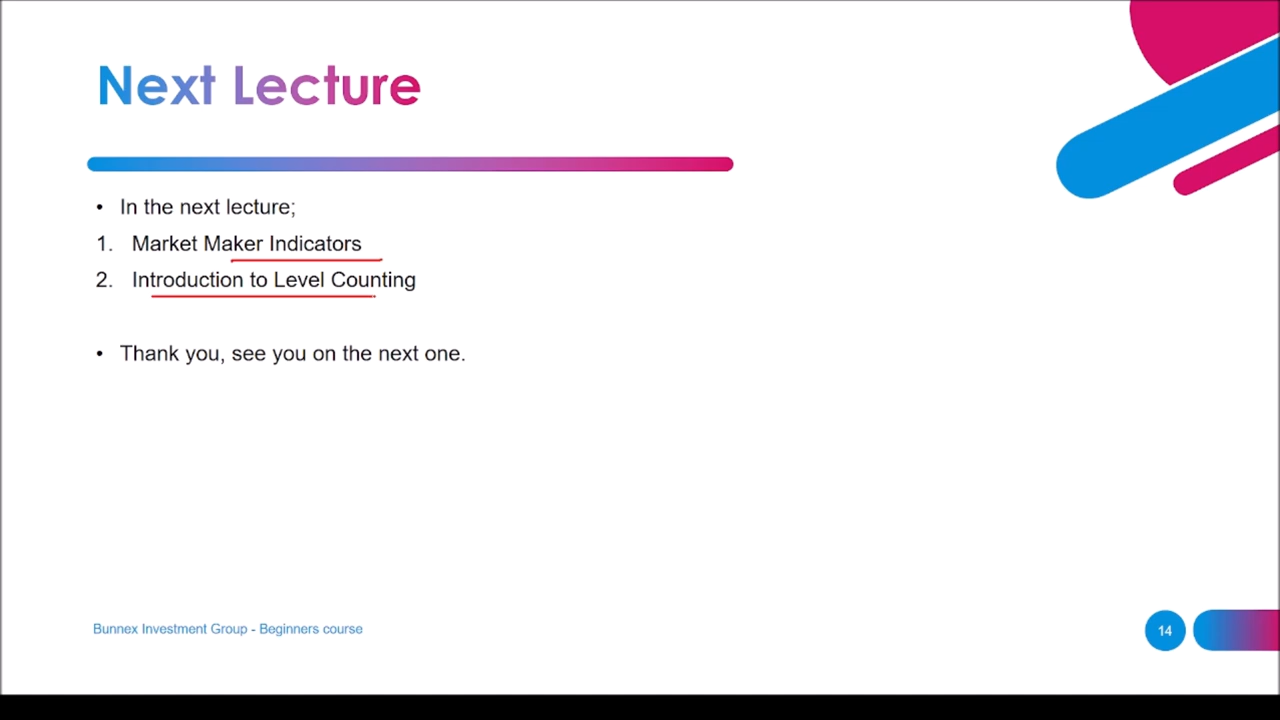 Next Lecture
• In the next lecture;
1. Market Maker Indicators
2. Introduction to Level Counting
• Thank you, see you on the next one.
Bunnex Investment Group - Beginners course
14